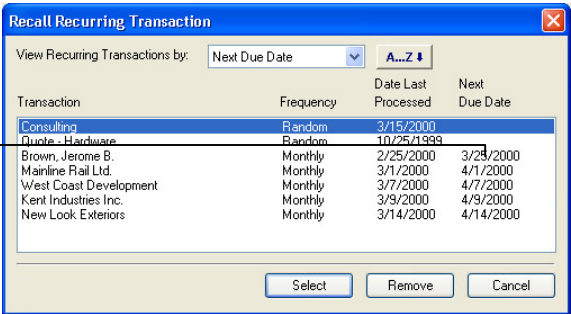 Recall Recurring Transaction
View Recurring Transactions by: Next Due Date A...Z
Date Last Next
Transaction Frequency Processed Due Date
Consulting Random 3/15/2000
Quote - Hardware Random 10/25/1999
Brown, Jerome B. Monthly 2/25/2000 3/25/2000
Mainline Rail Ltd. Monthly 3/1/2000 4/1/2000
West Coast Development Monthly 3/7/2000 4/7/2000
Kent Industries Inc. Monthly 3/9/2000 4/9/2000
New Look Exteriors Monthly 3/14/2000 4/14/2000
Select Remove Cancel